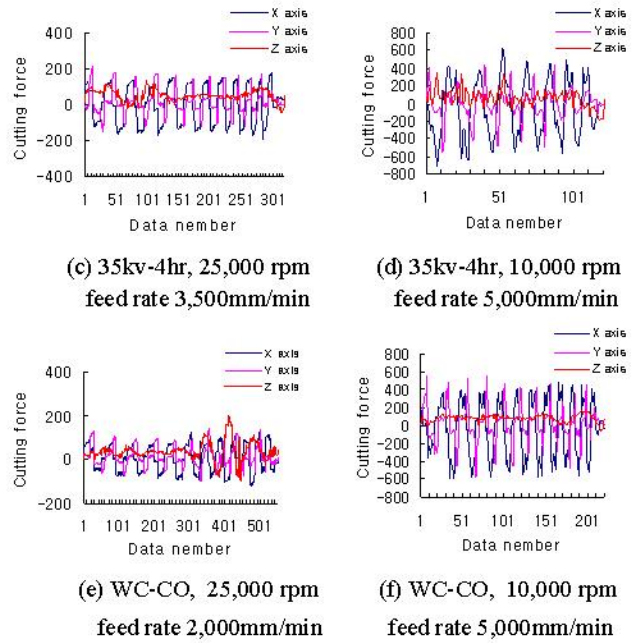 X axis
Y axis
Z axis
400
200
0
-200
-400
Cutting force
1 51 101 151 201 251 301
Data nember
(c) 35kv-4hr, 25,000 rpm
feed rate 3,500mm/min
X axis
Y axis
Z axis
800
600
400
200
0
-200
-400
-600
-800
Cutting force
1 51 101
Data nember
(d) 35kv-4hr, 10,000 rpm
feed rate 5,000mm/min
X axis
Y axis
Z axis
400
200
0
-200
Cutting force
1 101 201 301 401 501
Data nember
(e) WC-CO, 25,000 rpm
feed rate 2,000mm/min
X axis
Y axis
Z axis
800
600
400
200
0
-200
-400
-600
-800
Cutting force
1 51 101 151 201
Data nember
(f) WC-CO, 10,000 rpm
feed rate 5,000mm/min